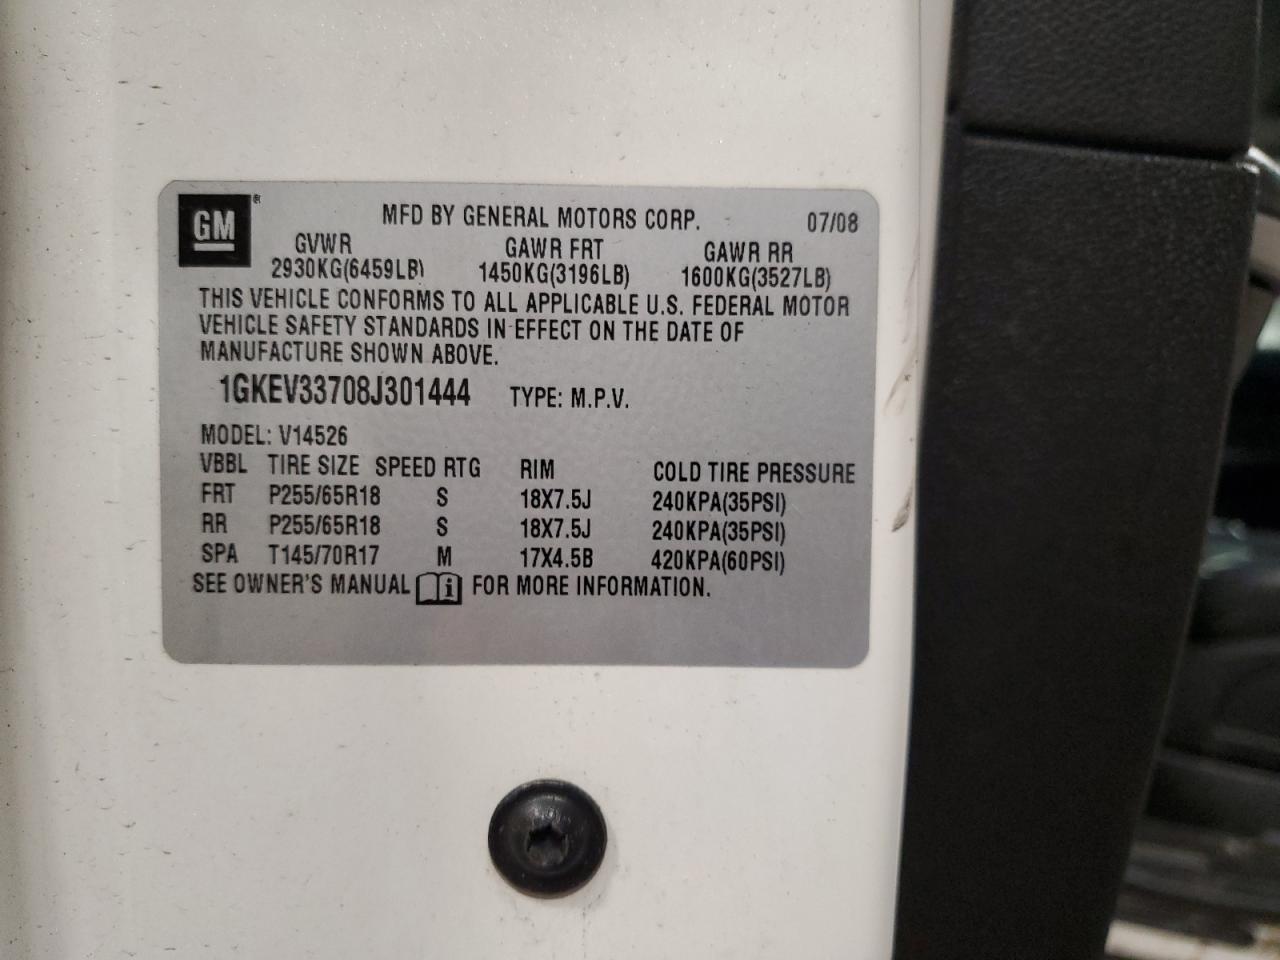 GM ® MFD BY GENERAL MOTORS CORP. 07/08
GVWR GAWR FRT GAWR RR
2930KG(6459LB) 1450KG(3196LB) 1600KG(3527LB)
THIS VEHICLE CONFORMS TO ALL APPLICABLE U.S. FEDERAL MOTOR
VEHICLE SAFETY STANDARDS IN EFFECT ON THE DATE OF
MANUFACTURE SHOWN ABOVE.
1GKEV33708J301444 TYPE: M.P.V.
MODEL: V14526
VBBL TIRE SIZE SPEED RTG RIM COLD TIRE PRESSURE
FRT P255/65R18 S 18X7.5J 240KPA(35PSI)
RR P255/65R18 S 18X7.5J 240KPA(35PSI)
SPA T145/70R17 M 17X4.5B 420KPA(60PSI)
SEE OWNER'S MANUAL i FOR MORE INFORMATION.